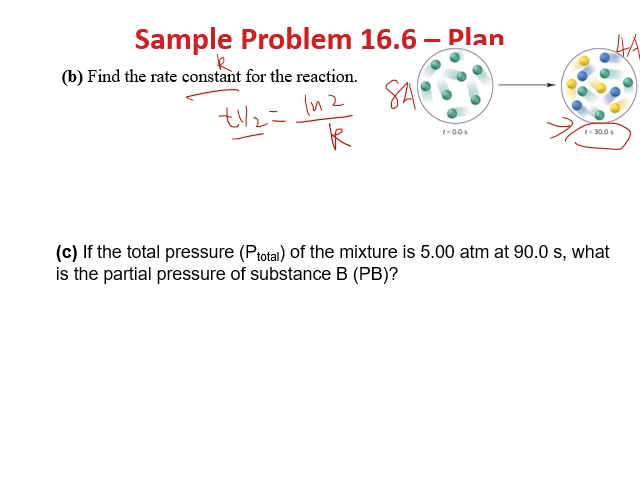 Sample Problem 16.6 – Plan
k
4A
(b) Find the rate constant for the reaction.
8A
t1/2 = ln 2 / k
t = 0.0 s
t = 30.0 s
(c) If the total pressure (Ptotal) of the mixture is 5.00 atm at 90.0 s, what
is the partial pressure of substance B (PB)?